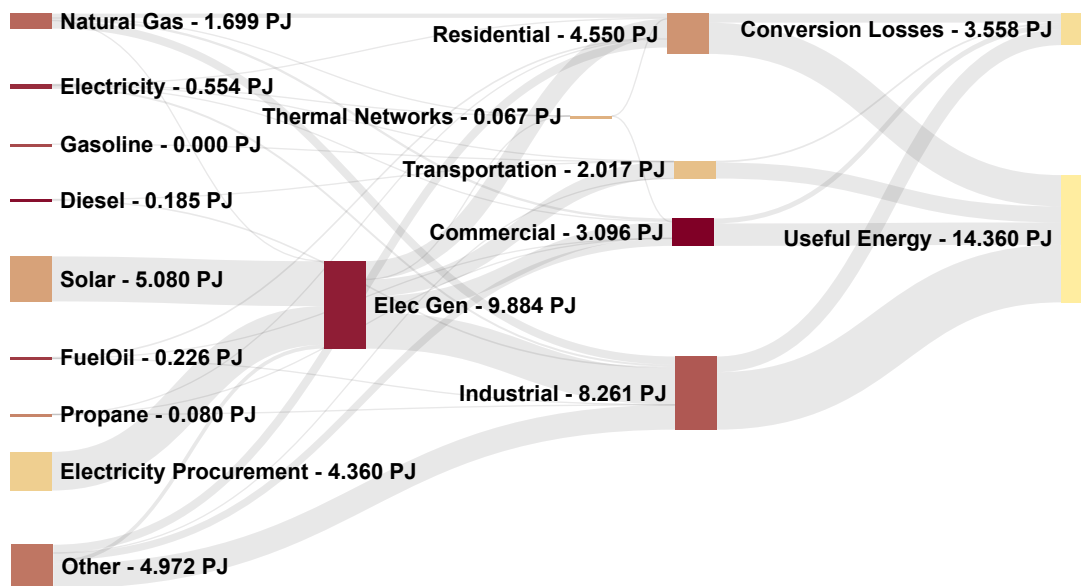 Natural Gas - 1.699 PJ
Electricity - 0.554 PJ
Gasoline - 0.000 PJ
Diesel - 0.185 PJ
Solar - 5.080 PJ
FuelOil - 0.226 PJ
Propane - 0.080 PJ
Electricity Procurement - 4.360 PJ
Other - 4.972 PJ
Elec Gen - 9.884 PJ
Residential - 4.550 PJ
Thermal Networks - 0.067 PJ
Transportation - 2.017 PJ
Commercial - 3.096 PJ
Industrial - 8.261 PJ
Conversion Losses - 3.558 PJ
Useful Energy - 14.360 PJ